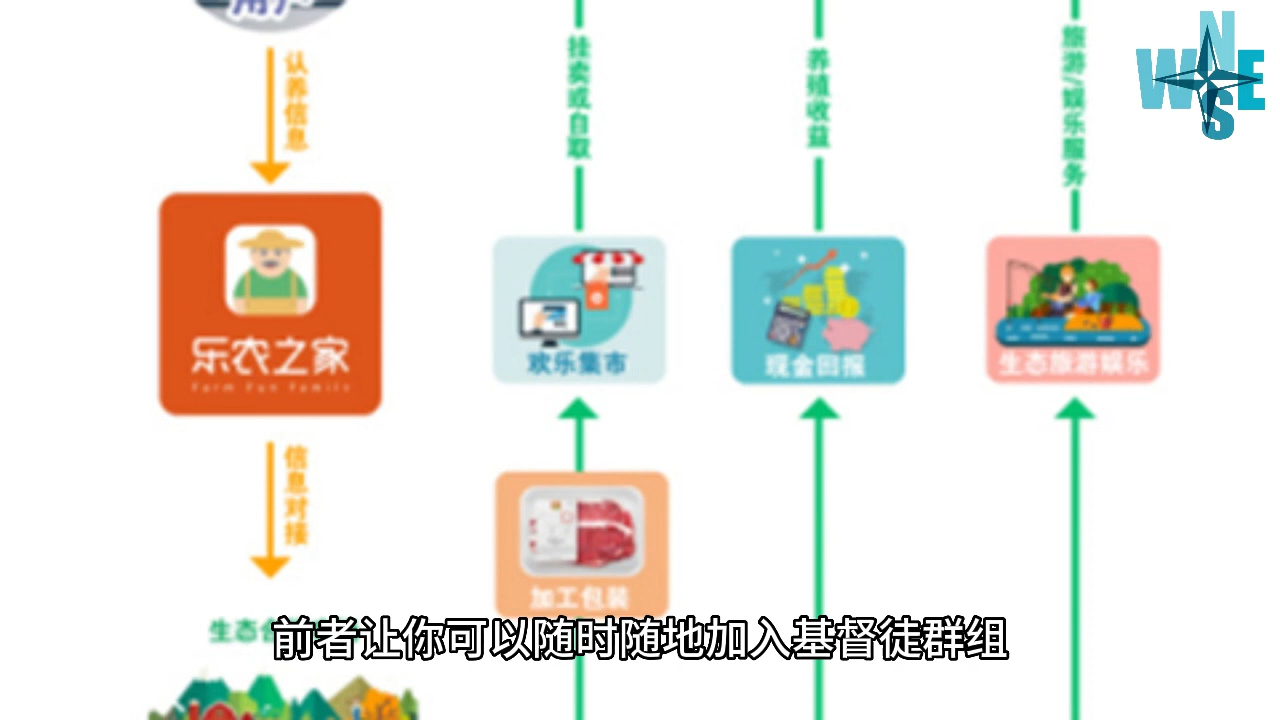 用户
认养信息
挂卖或自取
养殖收益
旅游/娱乐服务
N
W E
S
乐农之家
Farm Fun Family
欢乐集市
现金回报
生态旅游娱乐
信息对接
加工包装
生态合
前者让你可以随时随地加入基督徒群组